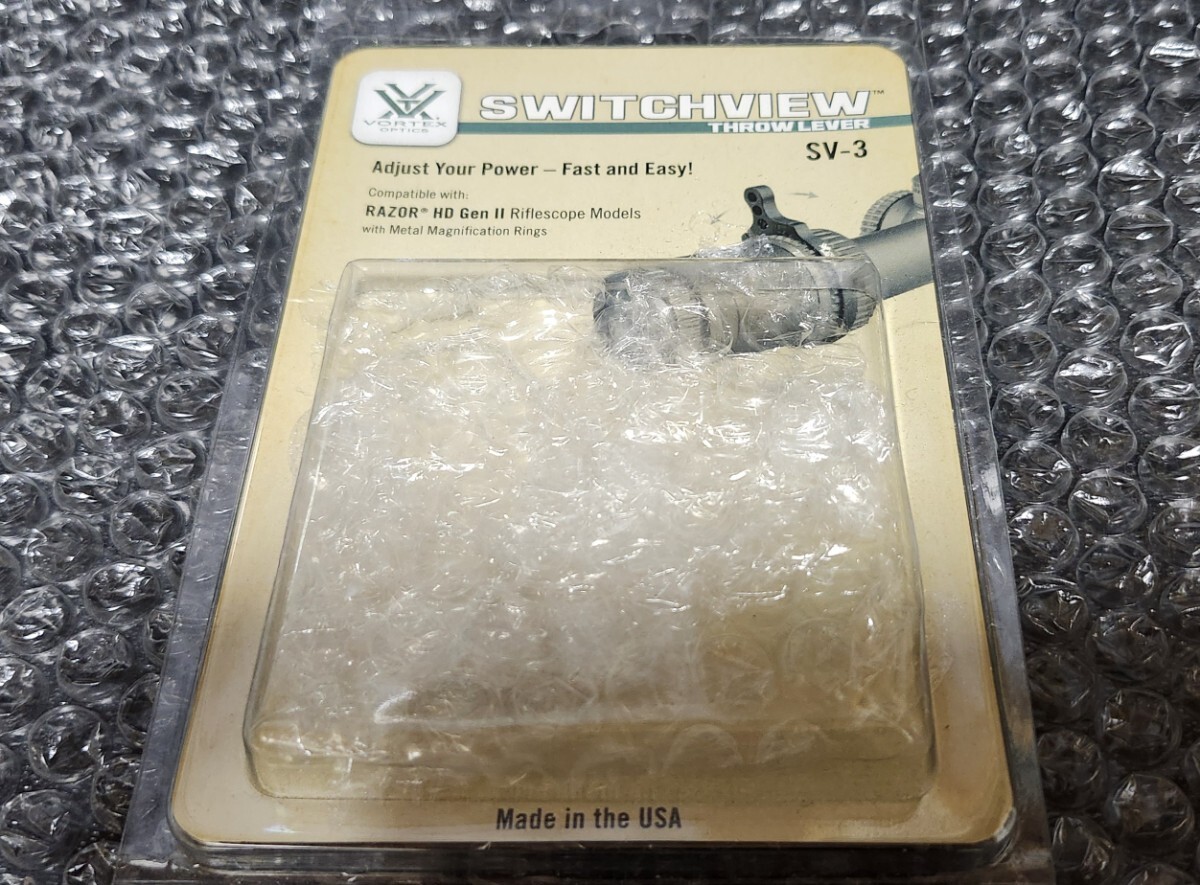 VORTEX
OPTICS
SWITCHVIEW™
THROW LEVER
SV-3
Adjust Your Power – Fast and Easy!
Compatible with:
RAZOR® HD Gen II Riflescope Models
with Metal Magnification Rings
Made in the USA